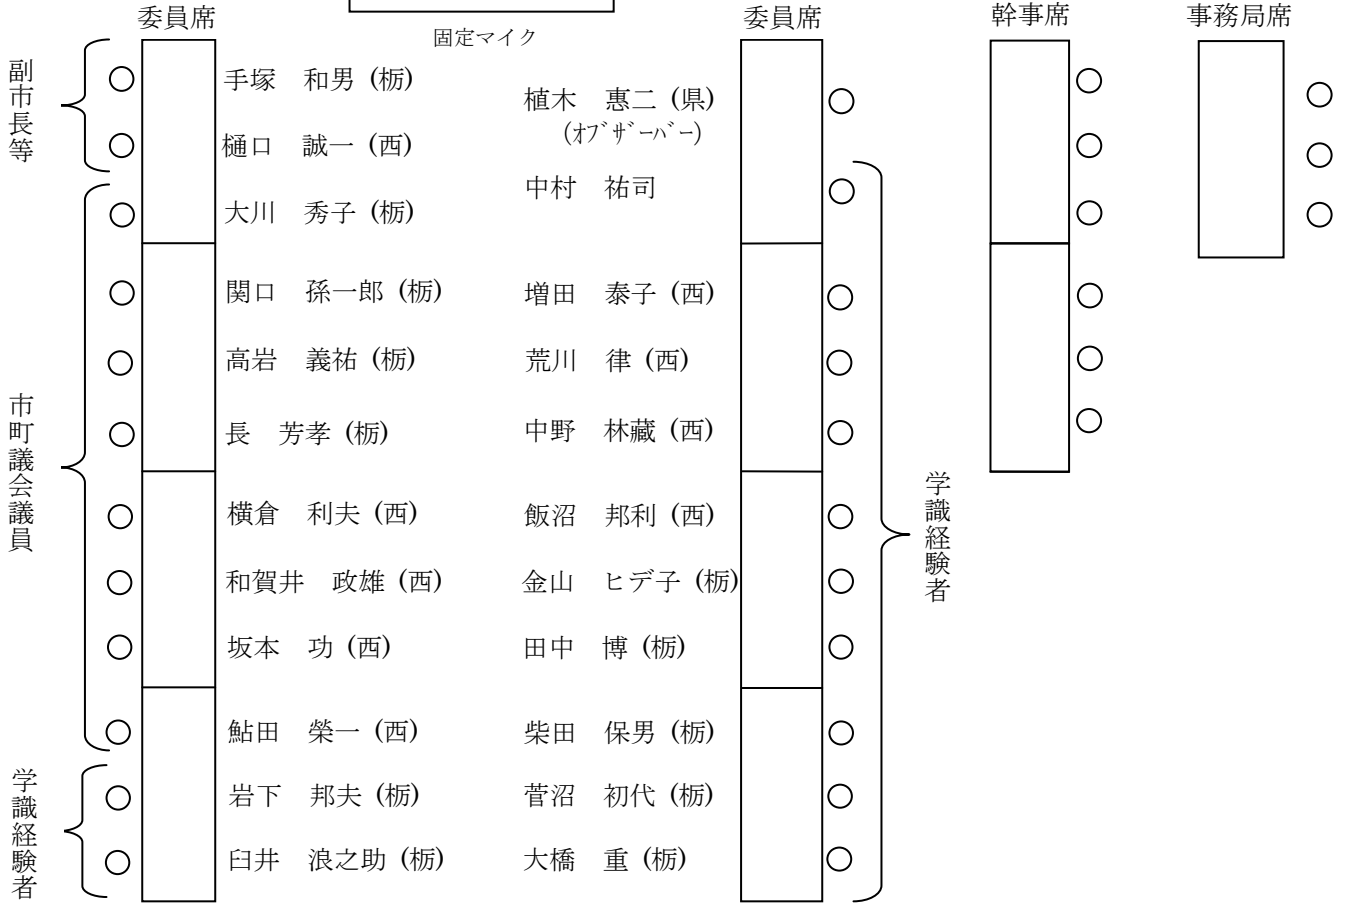 委員席
委員席
幹事席
事務局席
固定マイク
副市長等
手塚　和男 (栃)
樋口　誠一 (西)
市町議会議員
大川　秀子 (栃)
関口　孫一郎 (栃)
高岩　義祐 (栃)
長　芳孝 (栃)
横倉　利夫 (西)
和賀井　政雄 (西)
坂本　功 (西)
鮎田　榮一 (西)
学識経験者
岩下　邦夫 (栃)
臼井　浪之助 (栃)
植木　惠二 (県)
(ｵﾌﾞｻﾞｰﾊﾞｰ)
中村　祐司
増田　泰子 (西)
荒川　律 (西)
中野　林藏 (西)
飯沼　邦利 (西)
金山　ヒデ子 (栃)
田中　博 (栃)
柴田　保男 (栃)
菅沼　初代 (栃)
大橋　重 (栃)
学識経験者